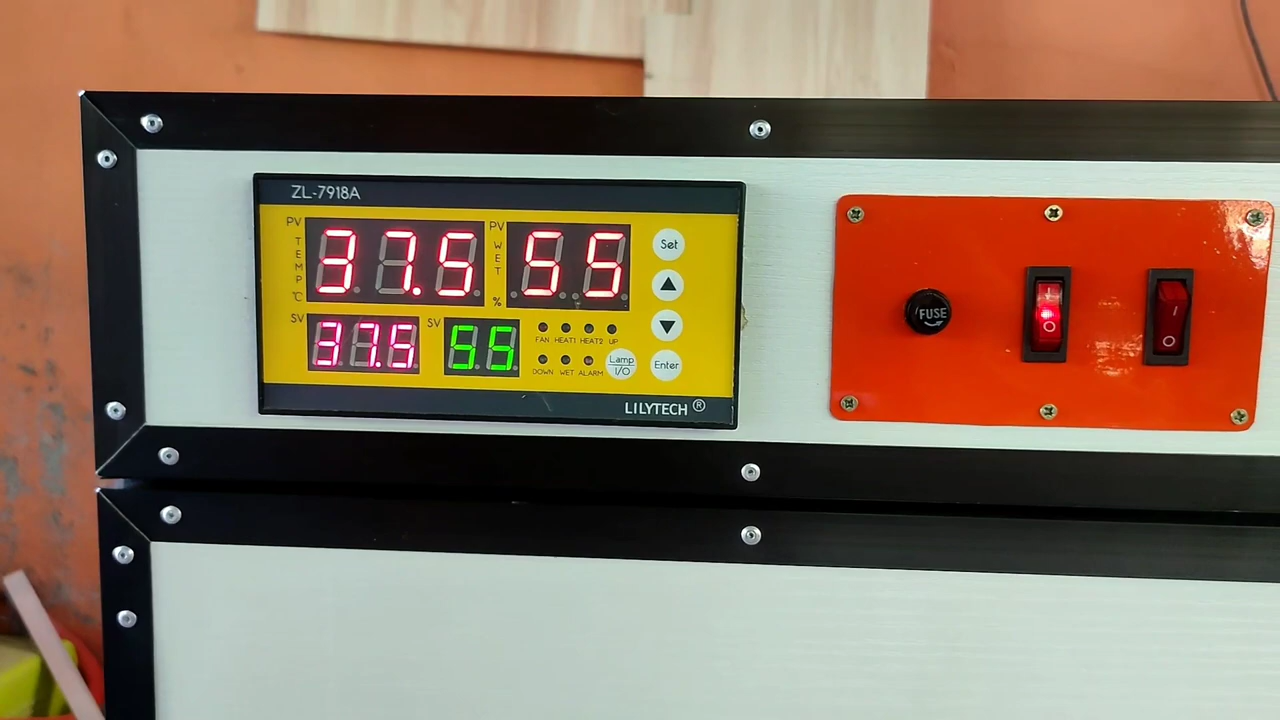 ZL-7918A
PV TEMP °C 37.5
PV WET % 55
Set
SV 37.5
SV 55
FAN HEAT1 HEAT2 UP
DOWN WET ALARM
Lamp
I/O
Enter
LILYTECH ®
FUSE
I
O
I
O